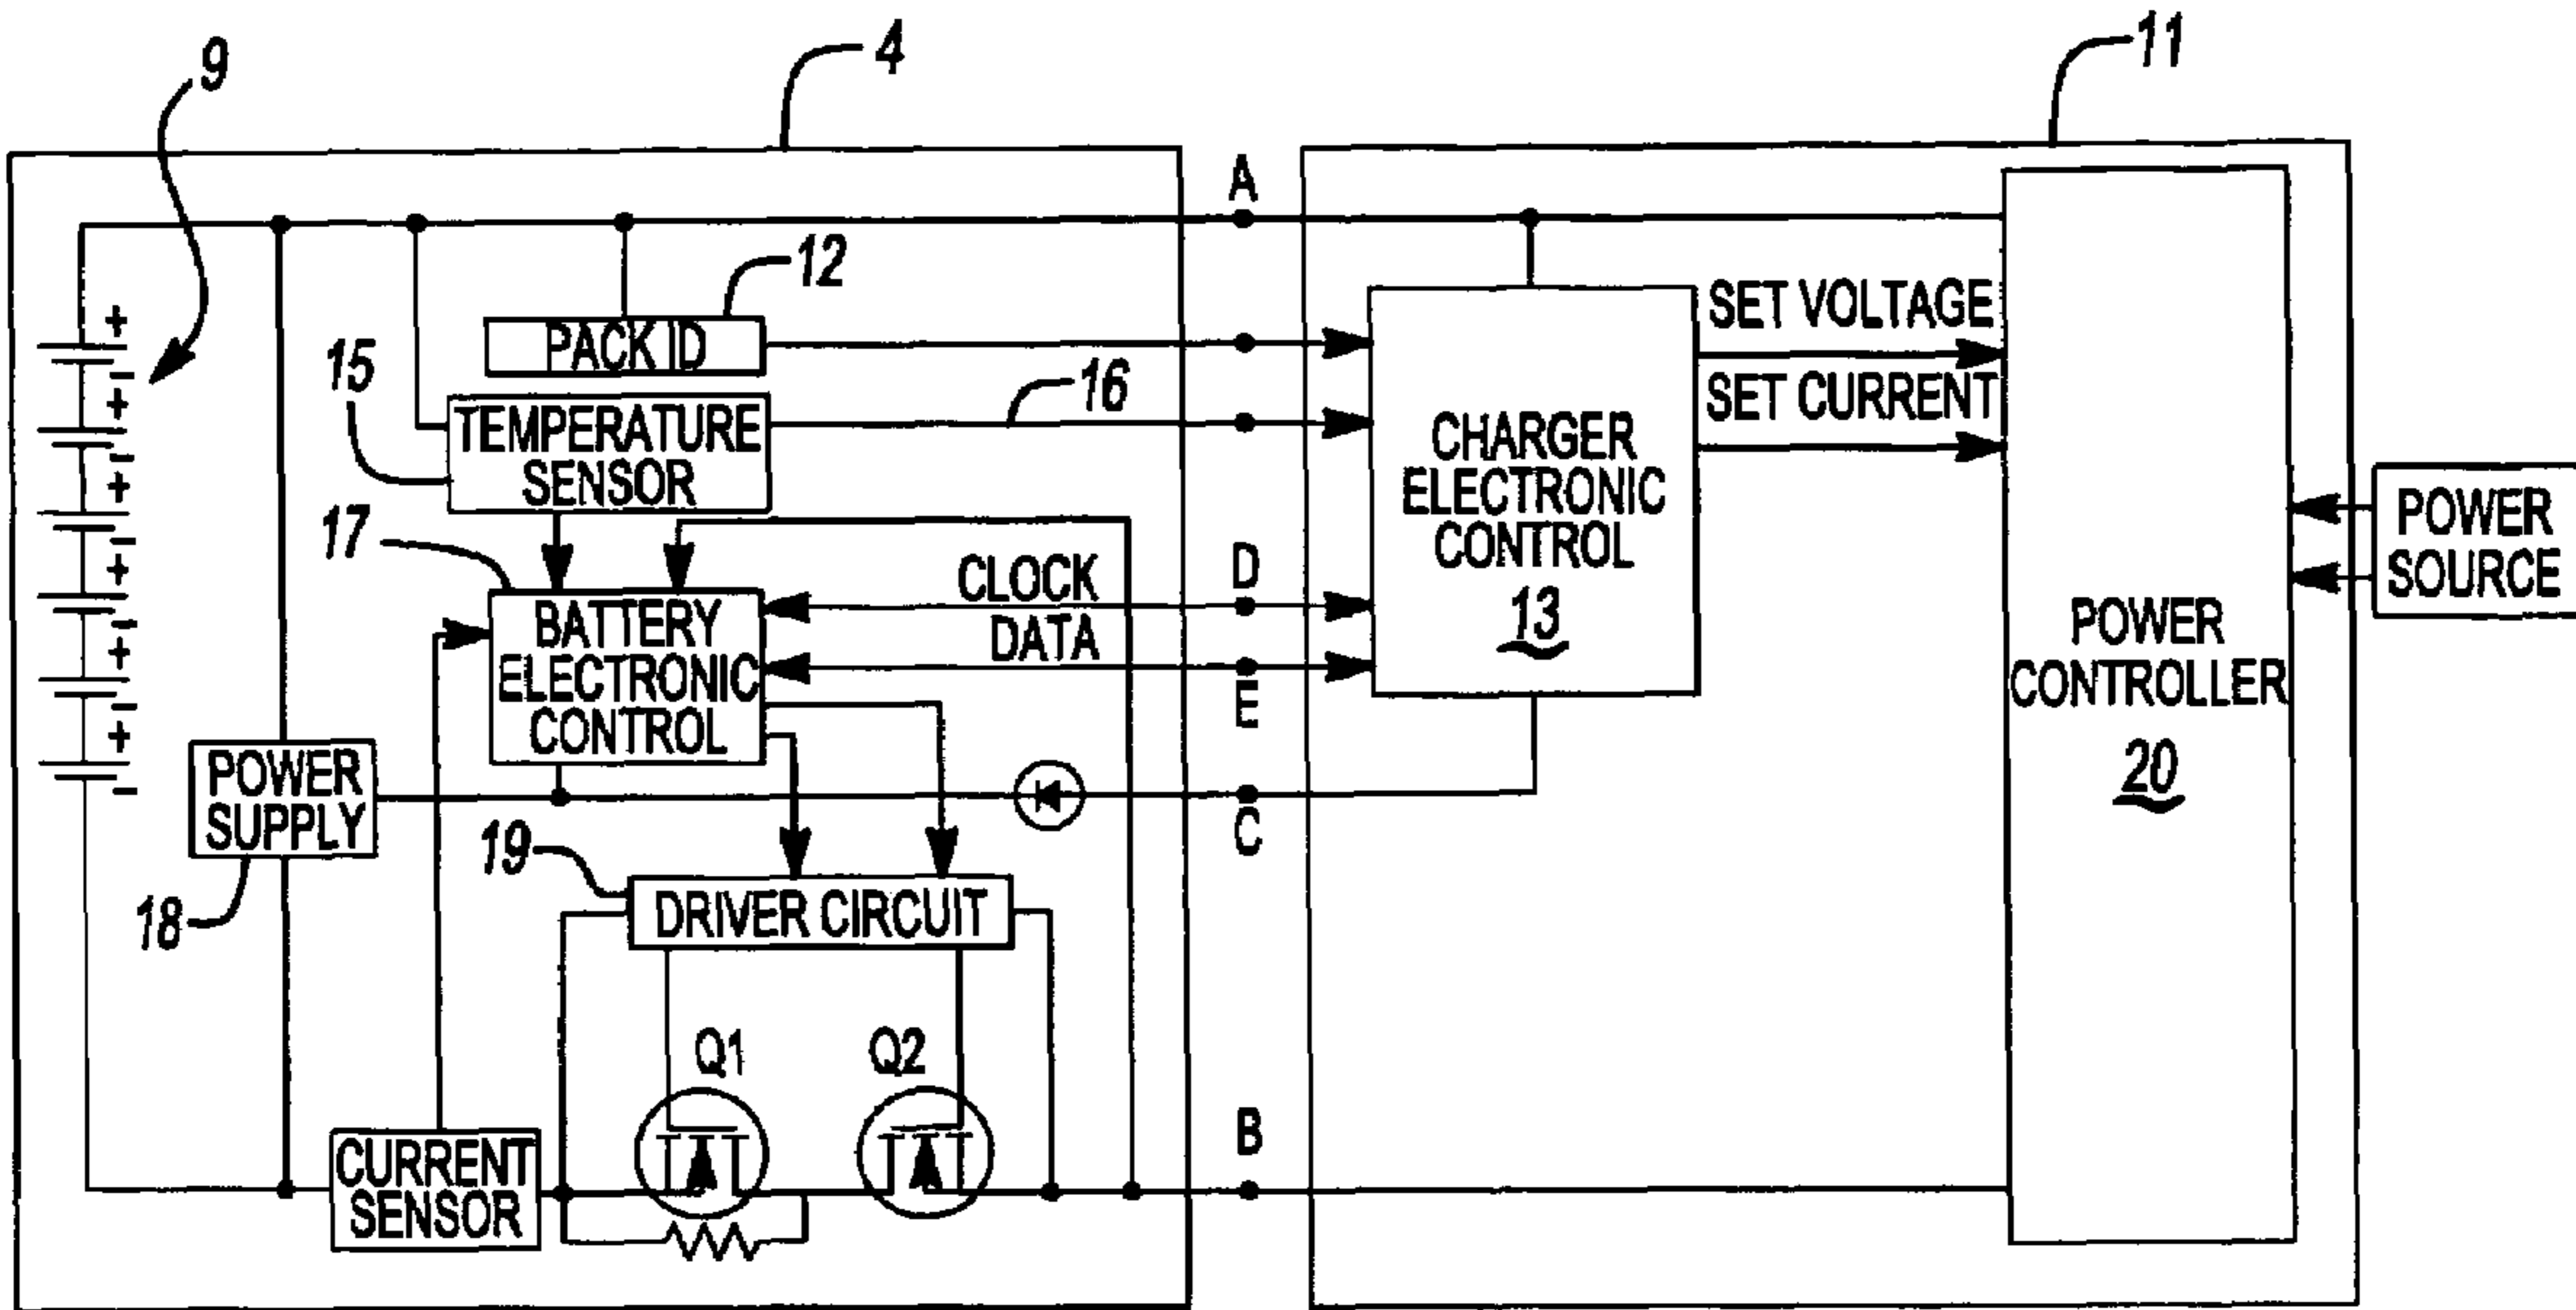 9
4
11
A
12
PACK ID
SET VOLTAGE
15
16
SET CURRENT
TEMPERATURE
SENSOR
CHARGER
ELECTRONIC
CONTROL
13
17
POWER
SOURCE
CLOCK
D
DATA
E
BATTERY
ELECTRONIC
CONTROL
POWER
CONTROLLER
20
POWER
SUPPLY
18
C
19
DRIVER CIRCUIT
Q1
Q2
B
CURRENT
SENSOR
+
-
+
-
+
-
+
-
+
-
+
-